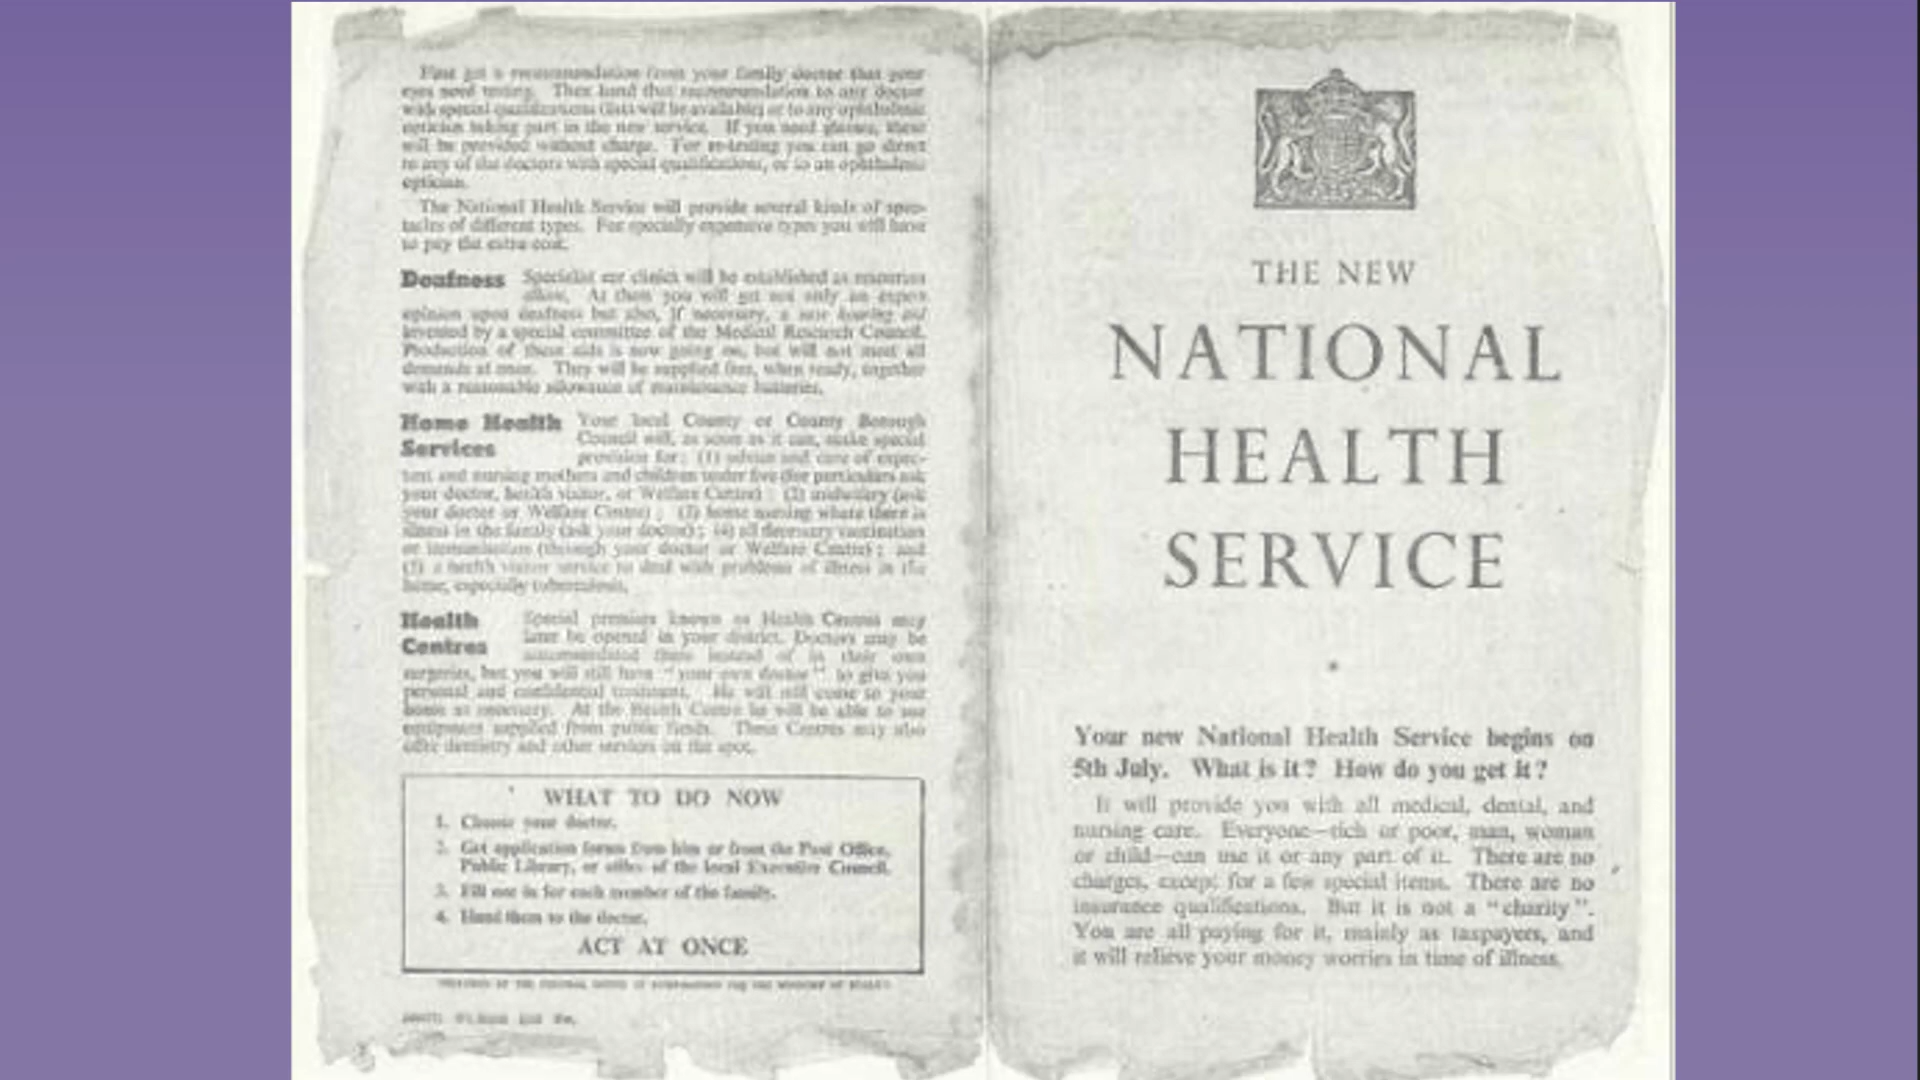 First get a recommendation from your family doctor that your
eyes need testing. Then hand that recommendation to any doctor
with special qualifications (lists will be available) or to any ophthalmic
optician taking part in the new service. If you need glasses, these
will be provided without charge. For re-testing you can go direct
to any of the doctors with special qualifications, or to an ophthalmic
optician.
The National Health Service will provide several kinds of spec-
tacles of different types. For specially expensive types you will have
to pay the extra cost.
Deafness Specialist ear clinics will be established as resources
allow. At them you will get not only an expert
opinion upon deafness but also, if necessary, a new hearing aid
invented by a special committee of the Medical Research Council.
Production of these aids is now going on, but will not meet all
demands at once. They will be supplied free, when ready, together
with a reasonable allowance of maintenance batteries.
Home Health Services Your local County or County Borough
Council will, as soon as it can, make special
provision for: (1) advice and care of expec-
tant and nursing mothers and children under five (for particulars ask
your doctor, health visitor, or Welfare Centre); (2) midwifery (ask
your doctor or Welfare Centre); (3) home nursing where there is
illness in the family (ask your doctor); (4) all necessary vaccination
or immunisation (through your doctor or Welfare Centre); and
(5) a health visitor service to deal with problems of illness in the
home, especially tuberculosis.
Health Centres Special premises known as Health Centres may
later be opened in your district. Doctors may be
accommodated there instead of in their own
surgeries, but you will still have "your own doctor" to give you
personal and confidential treatment. He will still come to your
home as necessary. At the Health Centre he will be able to use
equipment supplied from public funds. These Centres may also
offer dentistry and other services on the spot.
WHAT TO DO NOW
1. Choose your doctor.
2. Get application forms from him or from the Post Office,
Public Library, or office of the local Executive Council.
3. Fill one in for each member of the family.
4. Hand them to the doctor.
ACT AT ONCE
THE NEW
NATIONAL
HEALTH
SERVICE
Your new National Health Service begins on
5th July. What is it? How do you get it?
It will provide you with all medical, dental, and
nursing care. Everyone—rich or poor, man, woman
or child—can use it or any part of it. There are no
charges, except for a few special items. There are no
insurance qualifications. But it is not a "charity".
You are all paying for it, mainly as taxpayers, and
it will relieve your money worries in time of illness.